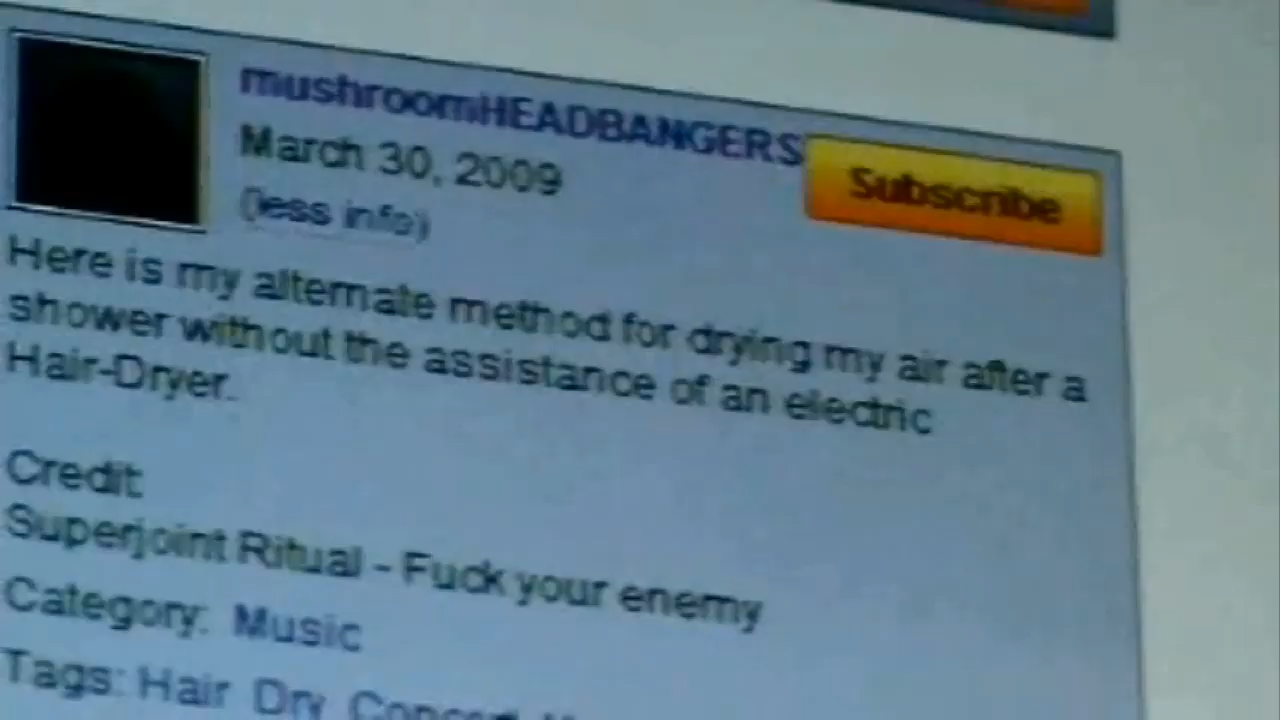 mushroomHEADBANGERS
March 30, 2009
(less info)
Subscribe
Here is my alternate method for drying my air after a
shower without the assistance of an electric
Hair-Dryer.
Credit:
Superjoint Ritual - Fuck your enemy
Category: Music
Tags: Hair Dry